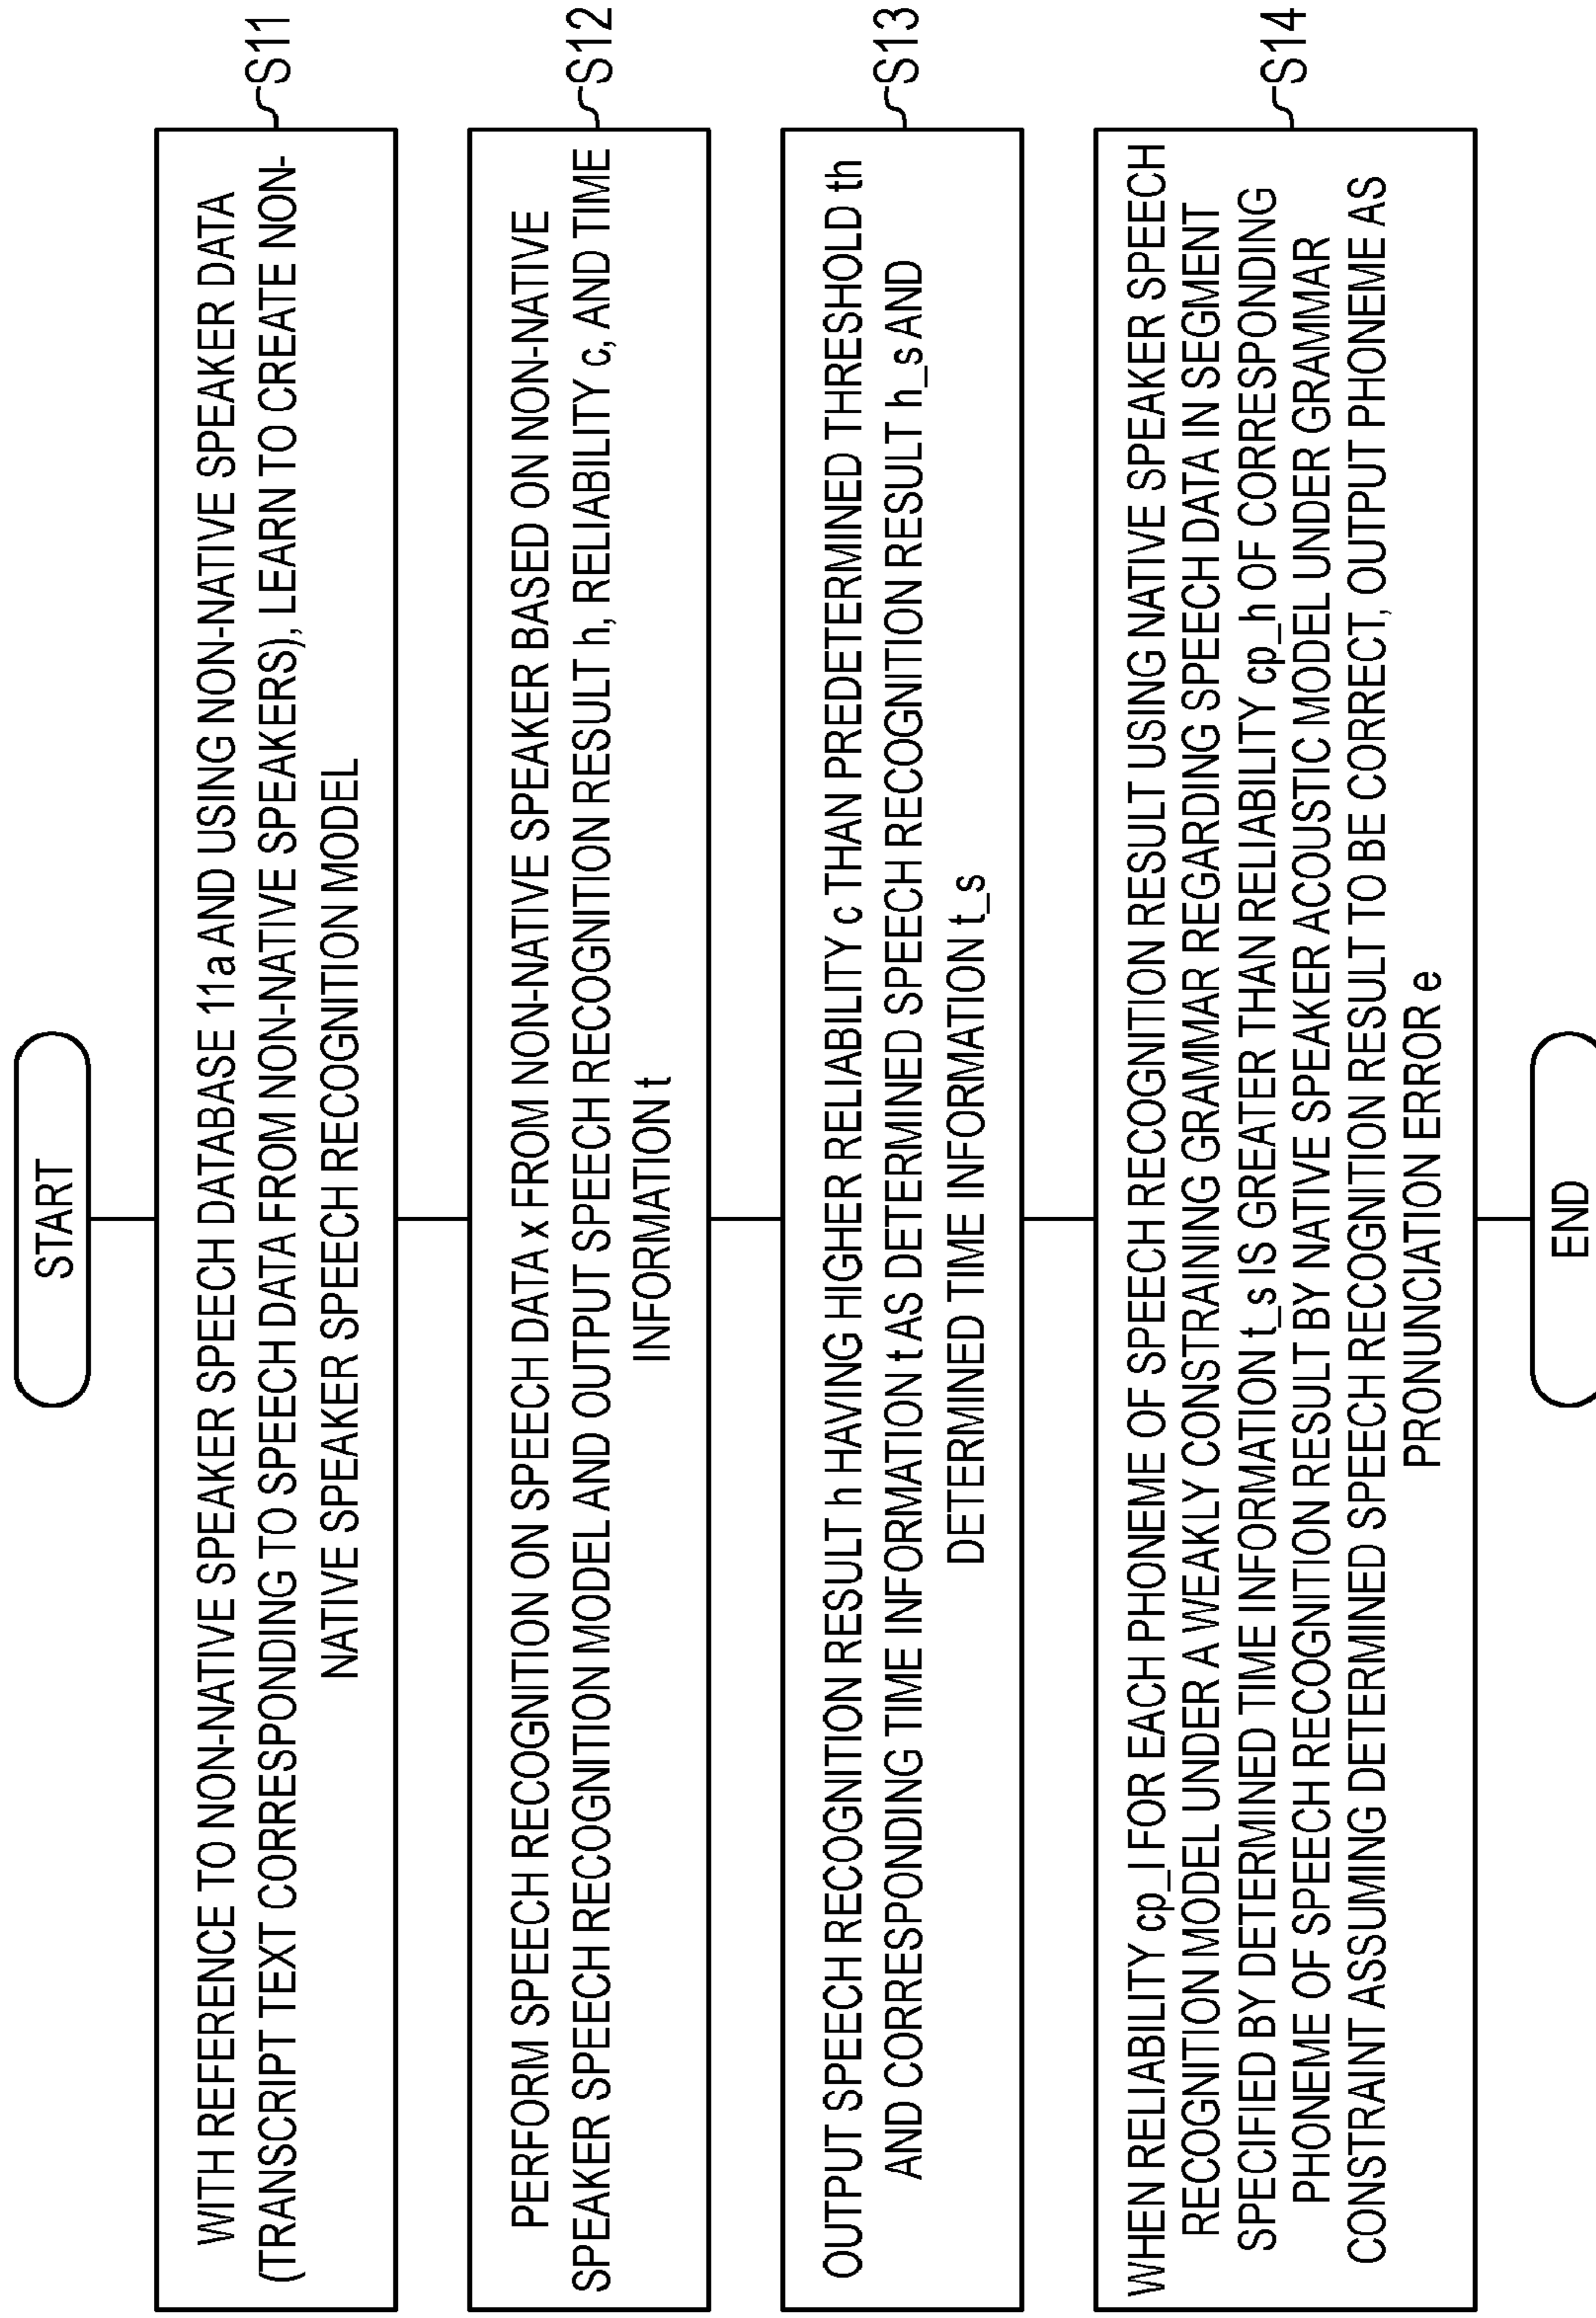 START
WITH REFERENCE TO NON-NATIVE SPEAKER SPEECH DATABASE 11a AND USING NON-NATIVE SPEAKER DATA
(TRANSCRIPT TEXT CORRESPONDING TO SPEECH DATA FROM NON-NATIVE SPEAKERS), LEARN TO CREATE NON-
NATIVE SPEAKER SPEECH RECOGNITION MODEL
S11
PERFORM SPEECH RECOGNITION ON SPEECH DATA x FROM NON-NATIVE SPEAKER BASED ON NON-NATIVE
SPEAKER SPEECH RECOGNITION MODEL AND OUTPUT SPEECH RECOGNITION RESULT h, RELIABILITY c, AND TIME
INFORMATION t
S12
OUTPUT SPEECH RECOGNITION RESULT h HAVING HIGHER RELIABILITY c THAN PREDETERMINED THRESHOLD th
AND CORRESPONDING TIME INFORMATION t AS DETERMINED SPEECH RECOGNITION RESULT h_s AND
DETERMINED TIME INFORMATION t_s
S13
WHEN RELIABILITY cp_l FOR EACH PHONEME OF SPEECH RECOGNITION RESULT USING NATIVE SPEAKER SPEECH
RECOGNITION MODEL UNDER A WEAKLY CONSTRAINING GRAMMAR REGARDING SPEECH DATA IN SEGMENT
SPECIFIED BY DETERMINED TIME INFORMATION t_s IS GREATER THAN RELIABILITY cp_h OF CORRESPONDING
PHONEME OF SPEECH RECOGNITION RESULT BY NATIVE SPEAKER ACOUSTIC MODEL UNDER GRAMMAR
CONSTRAINT ASSUMING DETERMINED SPEECH RECOGNITION RESULT TO BE CORRECT, OUTPUT PHONEME AS
PRONUNCIATION ERROR e
S14
END